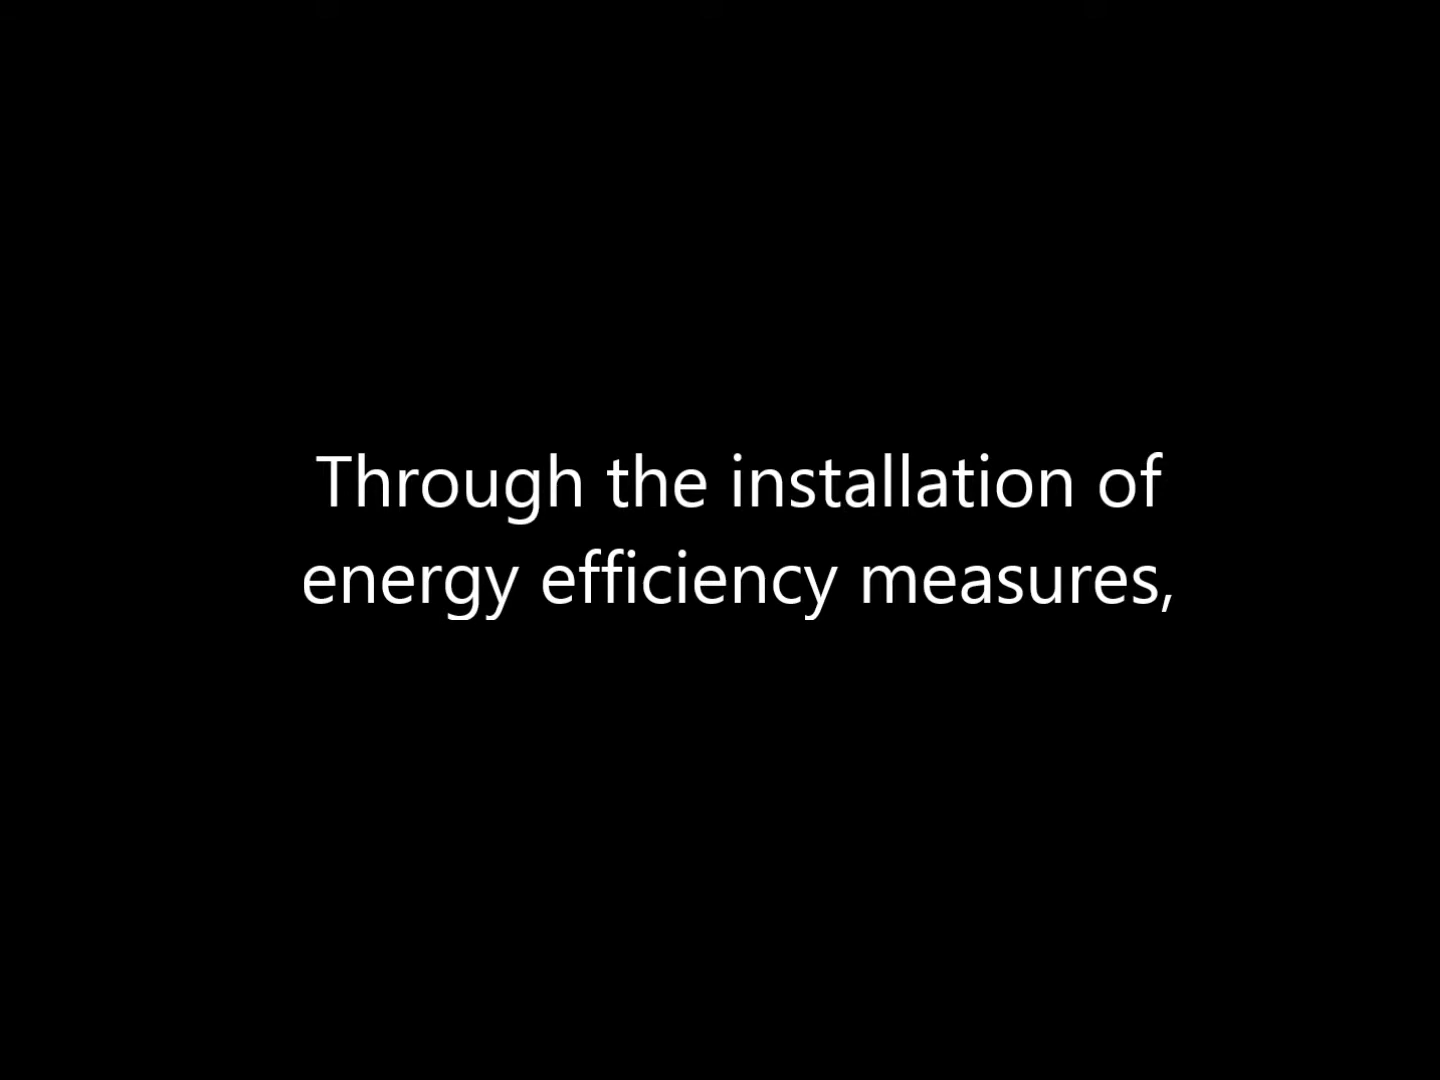 Through the installation of
energy efficiency measures,